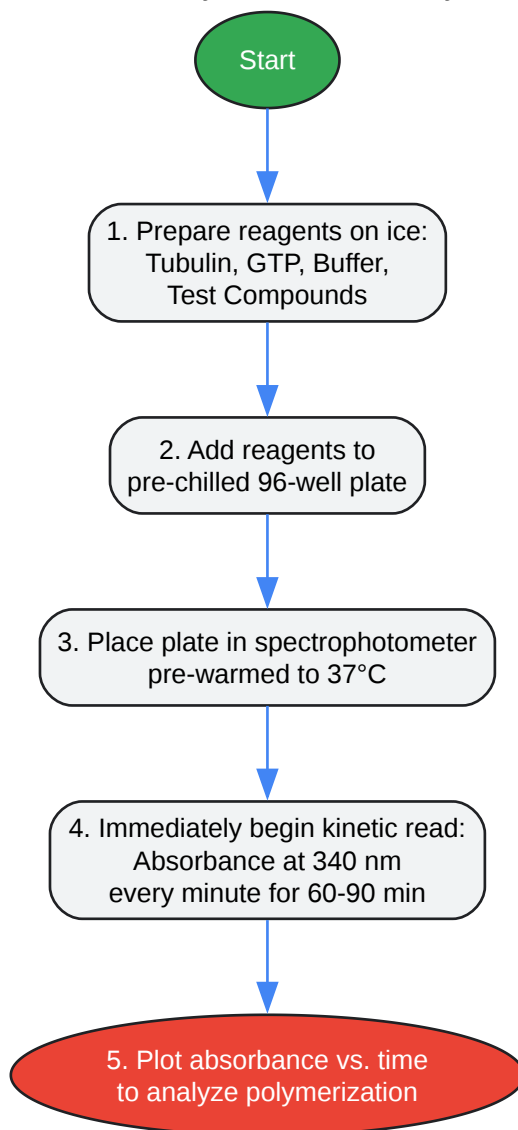 Start
1. Prepare reagents on ice:
Tubulin, GTP, Buffer,
Test Compounds
2. Add reagents to
pre-chilled 96-well plate
3. Place plate in spectrophotometer
pre-warmed to 37°C
4. Immediately begin kinetic read:
Absorbance at 340 nm
every minute for 60-90 min
5. Plot absorbance vs. time
to analyze polymerization